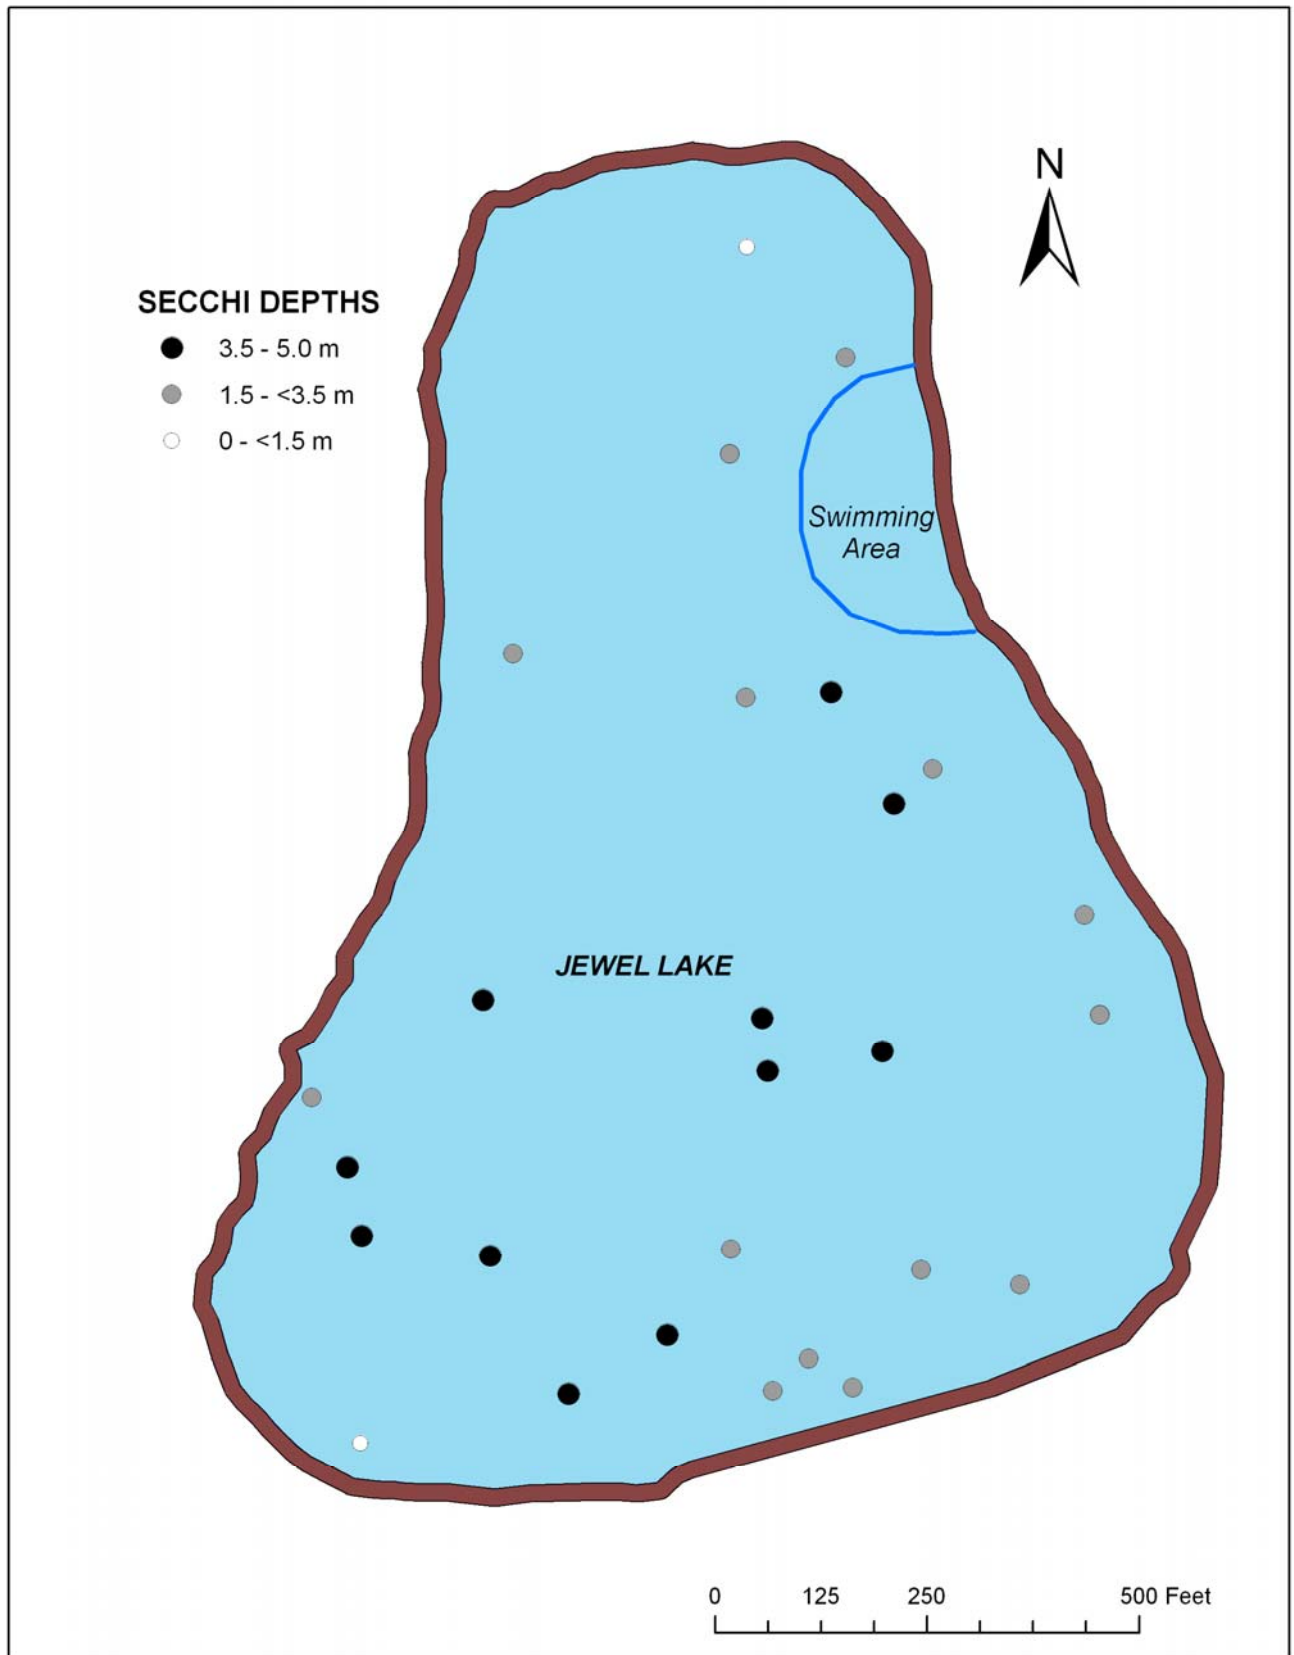 N
SECCHI DEPTHS
3.5 - 5.0 m
1.5 - <3.5 m
0 - <1.5 m
Swimming
Area
JEWEL LAKE
0 125 250 500 Feet